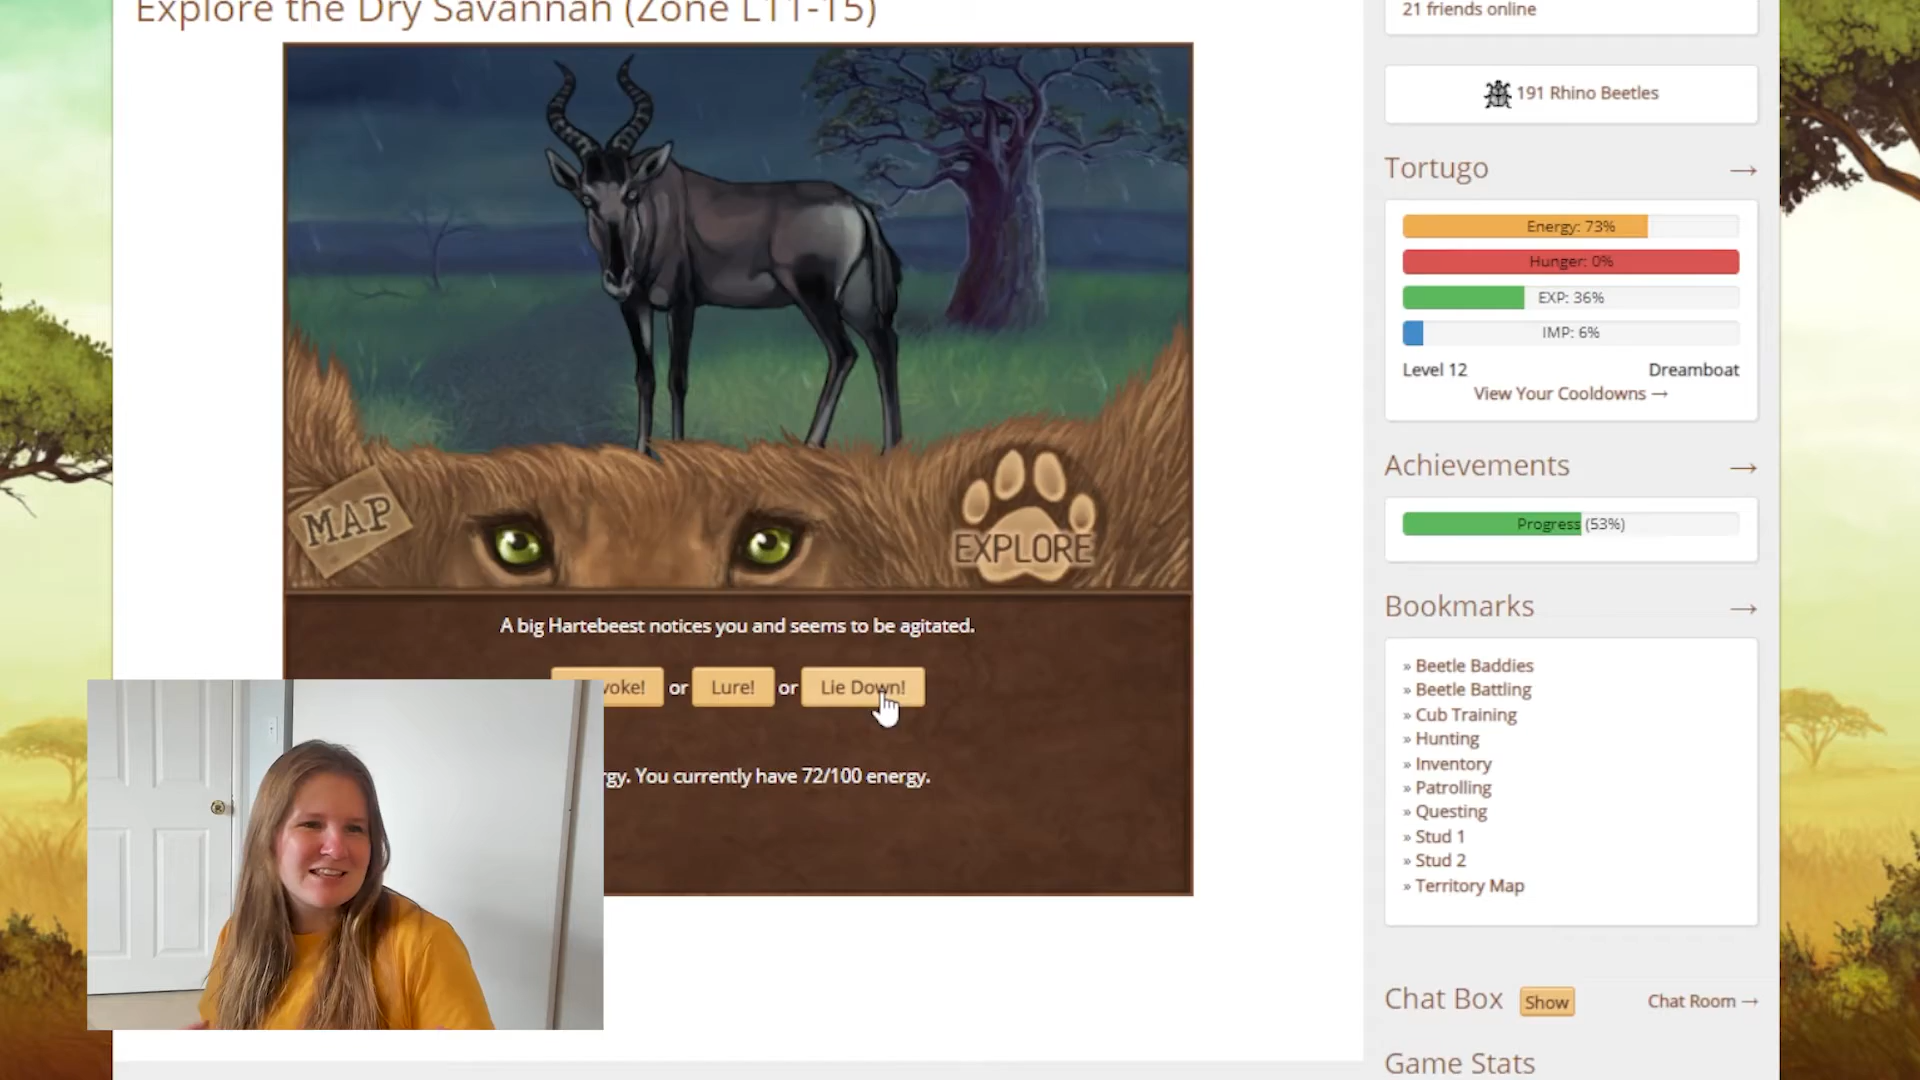 Explore the Dry Savannah (Zone L11-15)
MAP
EXPLORE
A big Hartebeest notices you and seems to be agitated.
voke! or Lure! or Lie Down!
You currently have 72/100 energy.
21 friends online
191 Rhino Beetles
Tortugo →
Energy: 73%
Hunger: 0%
EXP: 36%
IMP: 6%
Level 12 Dreamboat
View Your Cooldowns →
Achievements →
Progress (53%)
Bookmarks →
» Beetle Baddies
» Beetle Battling
» Cub Training
» Hunting
» Inventory
» Patrolling
» Questing
» Stud 1
» Stud 2
» Territory Map
Chat Box Show Chat Room →
Game Stats